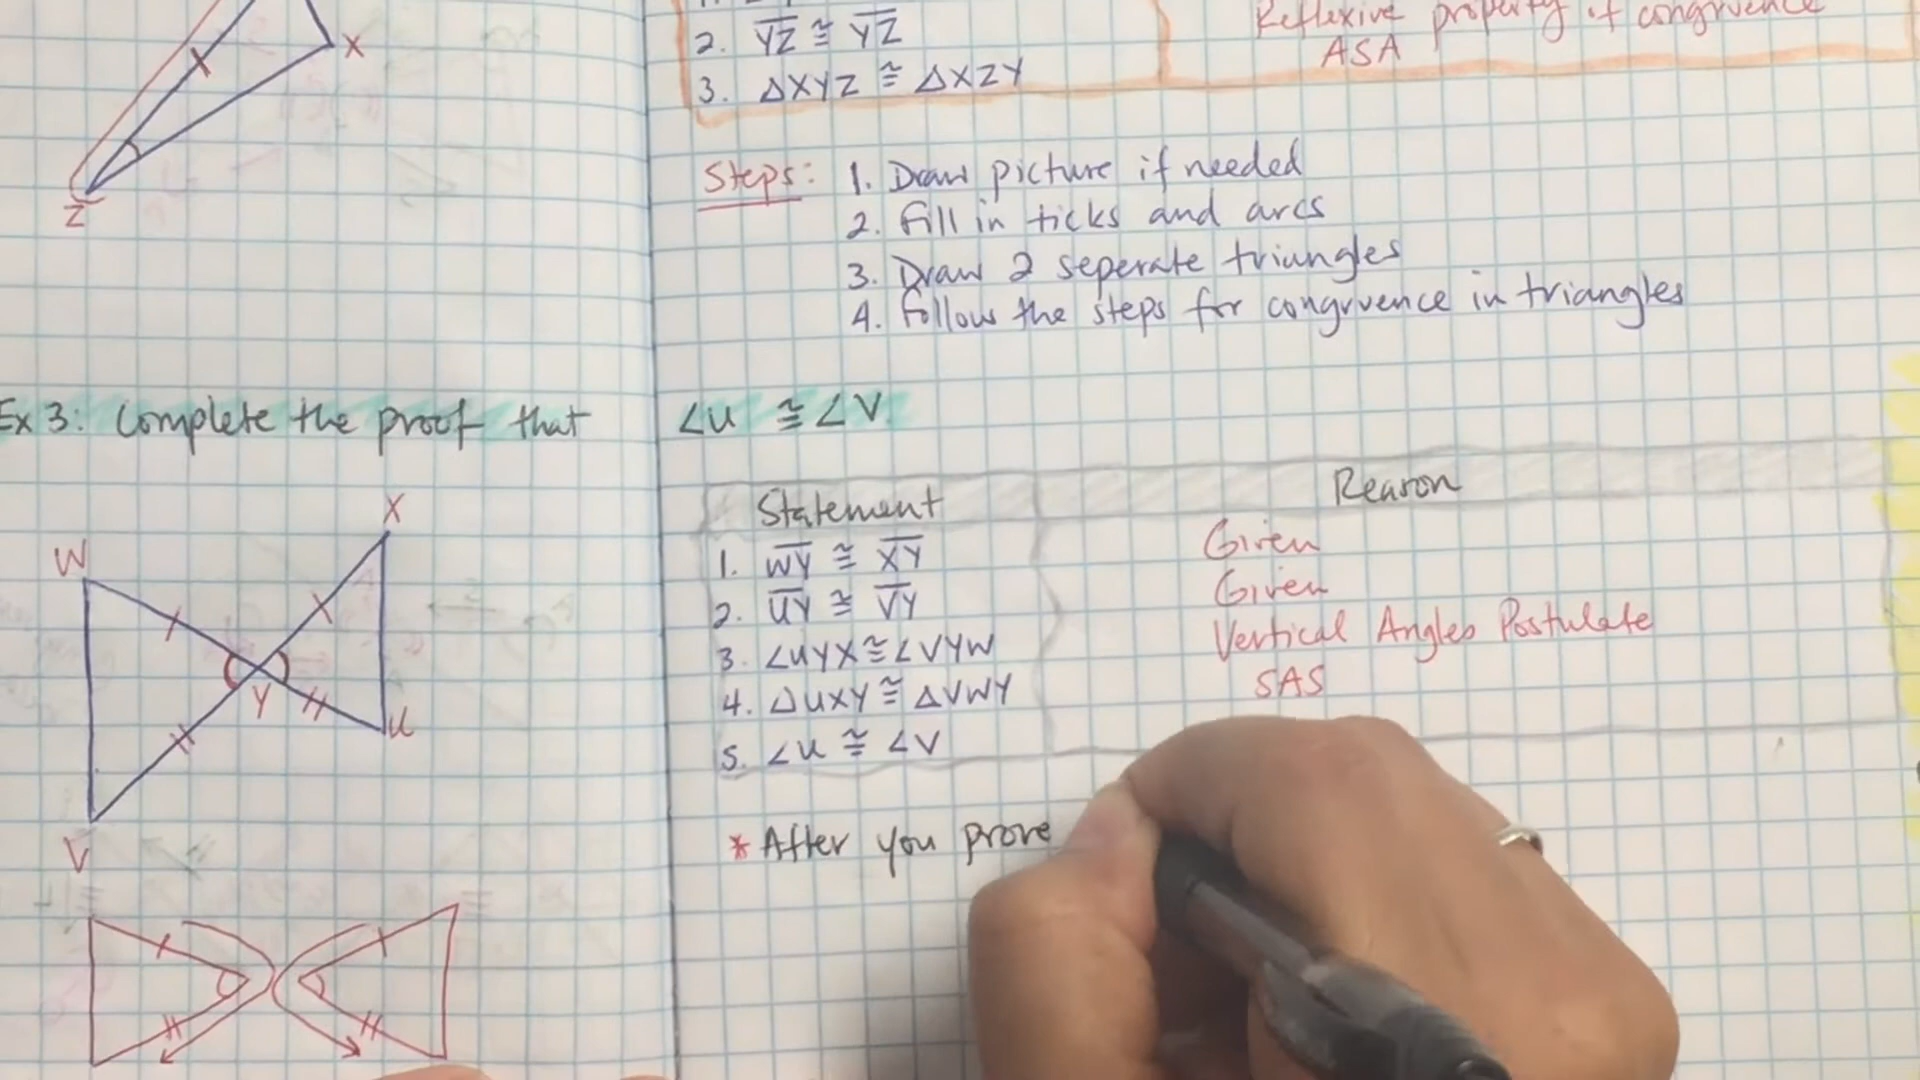 X
Z
2. YZ ≅ YZ
3. ΔXYZ ≅ ΔXZY
Reflexive property of congruence
ASA
Steps: 1. Draw picture if needed
2. Fill in ticks and arcs
3. Draw 2 seperate triangles
4. Follow the steps for congruence in triangles
Ex 3: Complete the proof that ∠U ≅ ∠V.
W
X
Y
U
V
Statement
Reason
1. WY ≅ XY
Given
2. UY ≅ VY
Given
3. ∠UYX ≅ ∠VYW
Vertical Angles Postulate
4. ΔUXY ≅ ΔVWY
SAS
5. ∠U ≅ ∠V
* After you prove